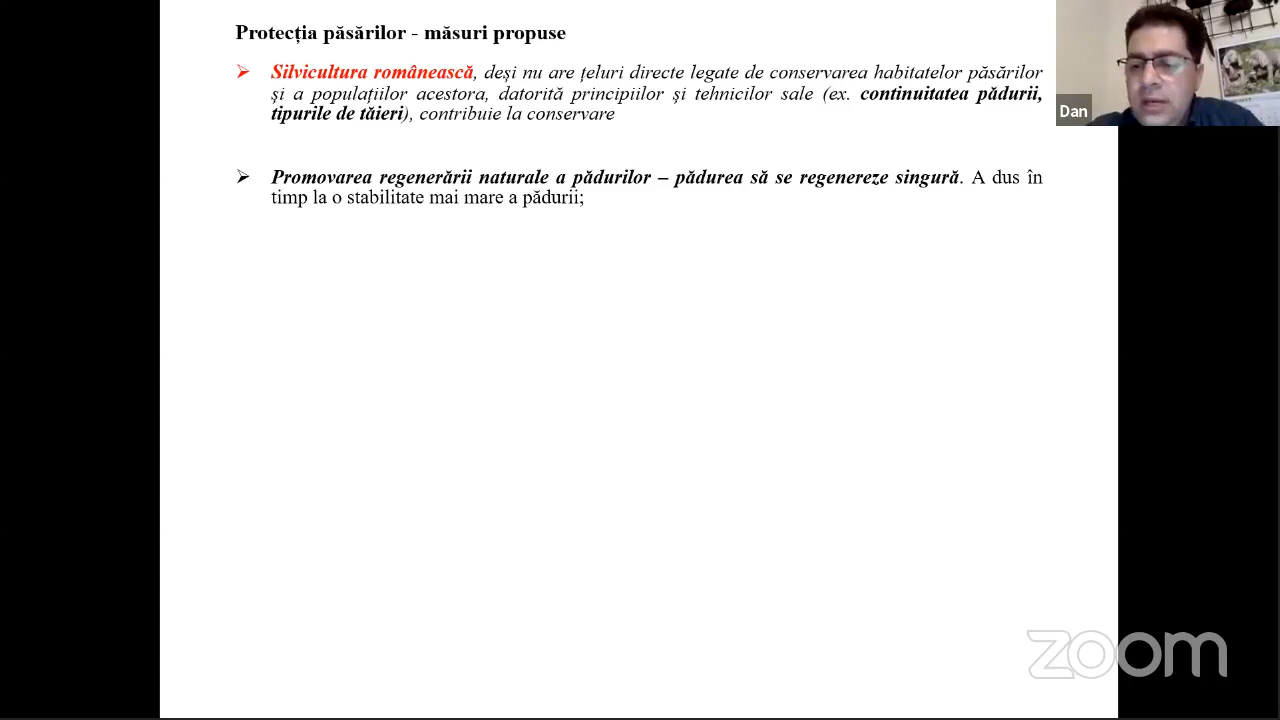 Protecția păsărilor - măsuri propuse
Silvicultura românească, deși nu are țeluri directe legate de conservarea habitatelor păsărilor
și a populațiilor acestora, datorită principiilor și tehnicilor sale (ex. continuitatea pădurii,
tipurile de tăieri), contribuie la conservare
Promovarea regenerării naturale a pădurilor – pădurea să se regenereze singură. A dus în
timp la o stabilitate mai mare a pădurii;
Dan
zoom